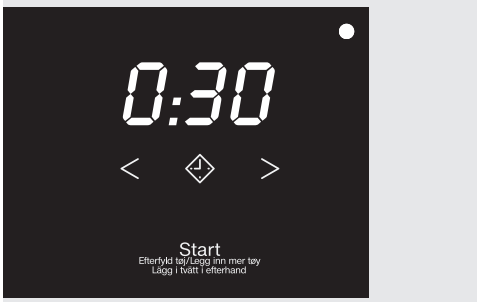 0:30
< >
Start
Efterfyld tøj/Legg inn mer tøy
Lägg i tvätt i efterhand